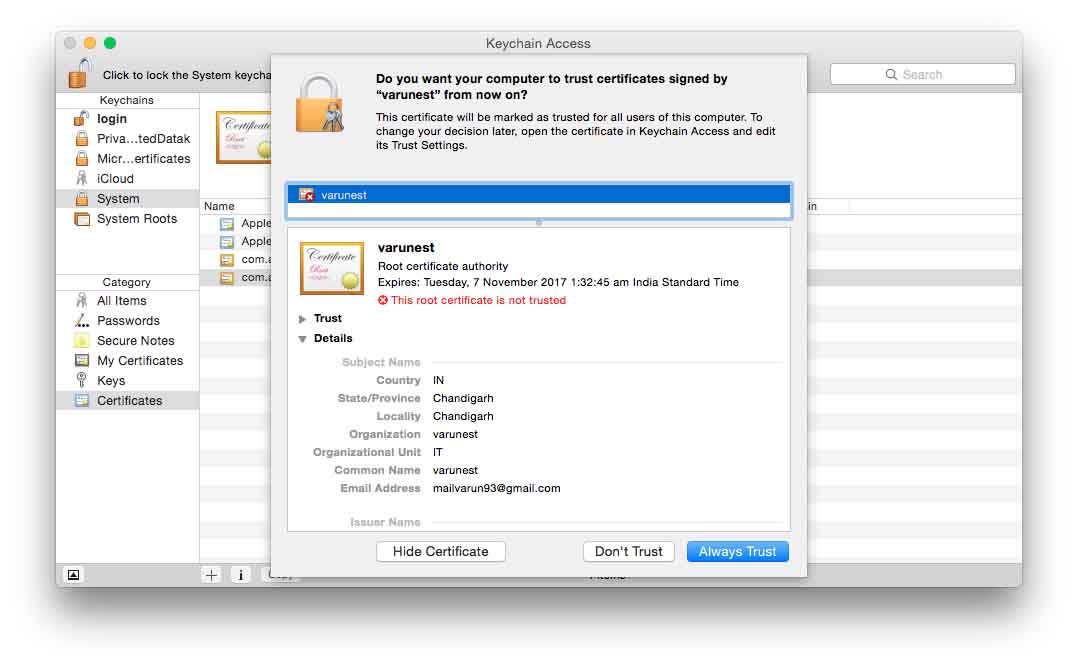 Keychain Access
Click to lock the System keycha
Search
Keychains
login
Priva...tedDatak
Micr...ertificates
iCloud
System
System Roots
Category
All Items
Passwords
Secure Notes
My Certificates
Keys
Certificates
Certificate
Root
Name
Apple
Apple
com.a
com.a
Do you want your computer to trust certificates signed by
“varunest” from now on?
This certificate will be marked as trusted for all users of this computer. To
change your decision later, open the certificate in Keychain Access and edit
its Trust Settings.
varunest
Certificate
Root
varunest
Root certificate authority
Expires: Tuesday, 7 November 2017 1:32:45 am India Standard Time
This root certificate is not trusted
Trust
Details
Subject Name
Country IN
State/Province Chandigarh
Locality Chandigarh
Organization varunest
Organizational Unit IT
Common Name varunest
Email Address mailvarun93@gmail.com
Issuer Name
Hide Certificate
Don't Trust
Always Trust